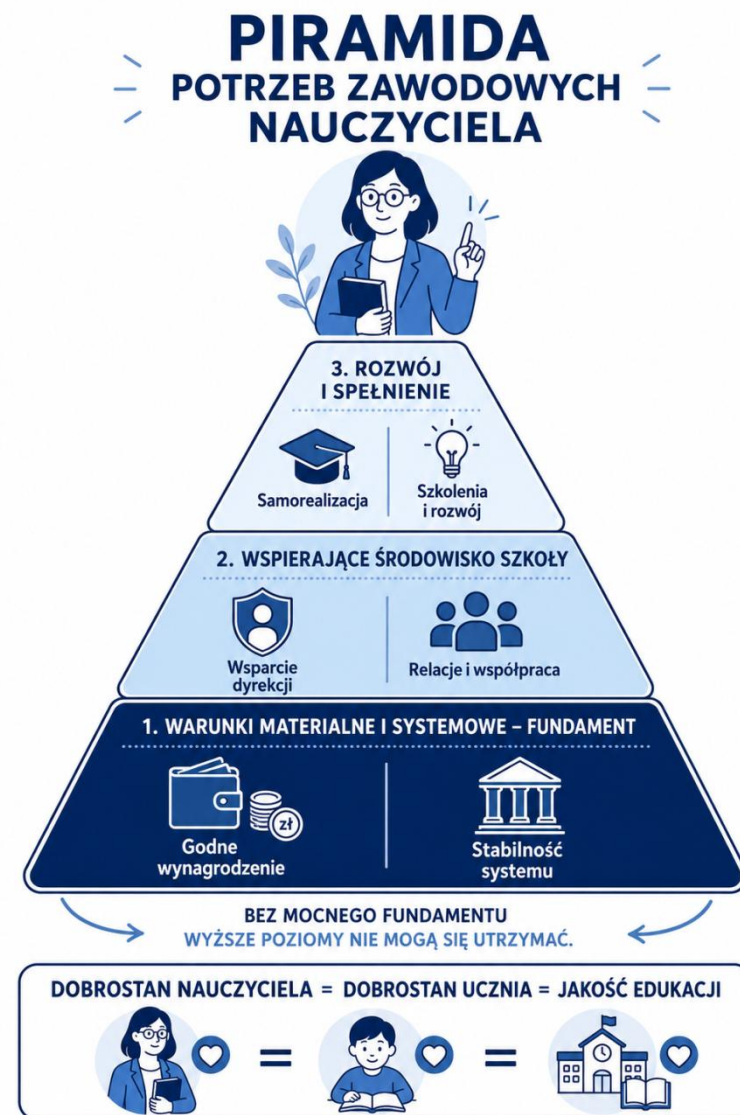 PIRAMIDA
POTRZEB ZAWODOWYCH
NAUCZYCIELA
3. ROZWÓJ
I SPEŁNIENIE
Samorealizacja
Szkolenia
i rozwój
2. WSPIERAJĄCE ŚRODOWISKO SZKOŁY
Wsparcie
dyrekcji
Relacje i współpraca
1. WARUNKI MATERIALNE I SYSTEMOWE – FUNDAMENT
zł
Godne
wynagrodzenie
Stabilność
systemu
BEZ MOCNEGO FUNDAMENTU
WYŻSZE POZIOMY NIE MOGĄ SIĘ UTRZYMAĆ.
DOBROSTAN NAUCZYCIELA = DOBROSTAN UCZNIA = JAKOŚĆ EDUKACJI
= =